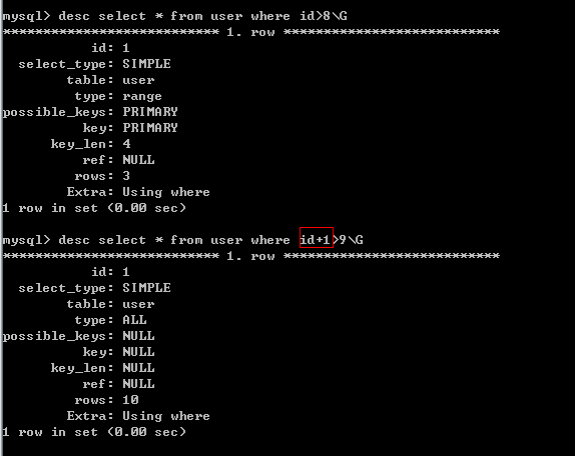 mysql> desc select * from user where id>8\G
*************************** 1. row ***************************
id: 1
select_type: SIMPLE
table: user
type: range
possible_keys: PRIMARY
key: PRIMARY
key_len: 4
ref: NULL
rows: 3
Extra: Using where
1 row in set (0.00 sec)
mysql> desc select * from user where id+1>9\G
*************************** 1. row ***************************
id: 1
select_type: SIMPLE
table: user
type: ALL
possible_keys: NULL
key: NULL
key_len: NULL
ref: NULL
rows: 10
Extra: Using where
1 row in set (0.00 sec)